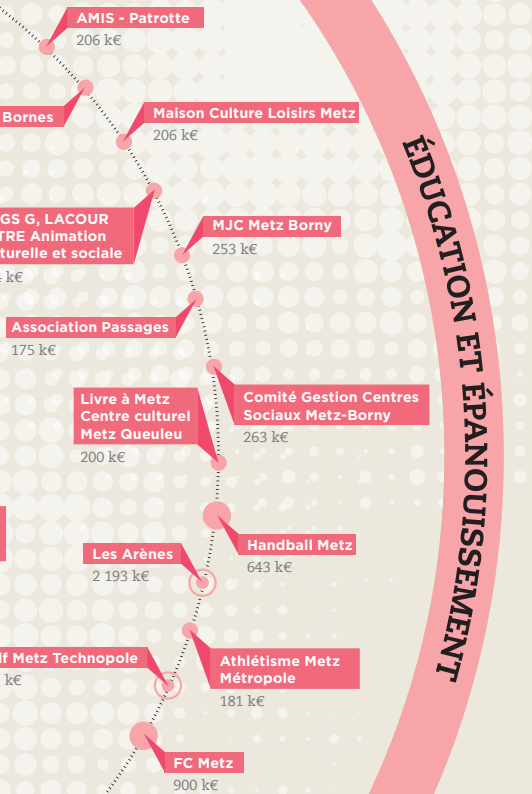 AMIS - Patrotte
206 k€
Bornes
Maison Culture Loisirs Metz
206 k€
GS G, LACOUR
TRE Animation
turelle et sociale
k€
MJC Metz Borny
253 k€
Association Passages
175 k€
Livre à Metz
Centre culturel
Metz Queuleu
200 k€
Comité Gestion Centres
Sociaux Metz-Borny
263 k€
Handball Metz
643 k€
Les Arènes
2 193 k€
lf Metz Technopole
k€
Athlétisme Metz
Métropole
181 k€
FC Metz
900 k€
ÉDUCATION ET ÉPANOUISSEMENT